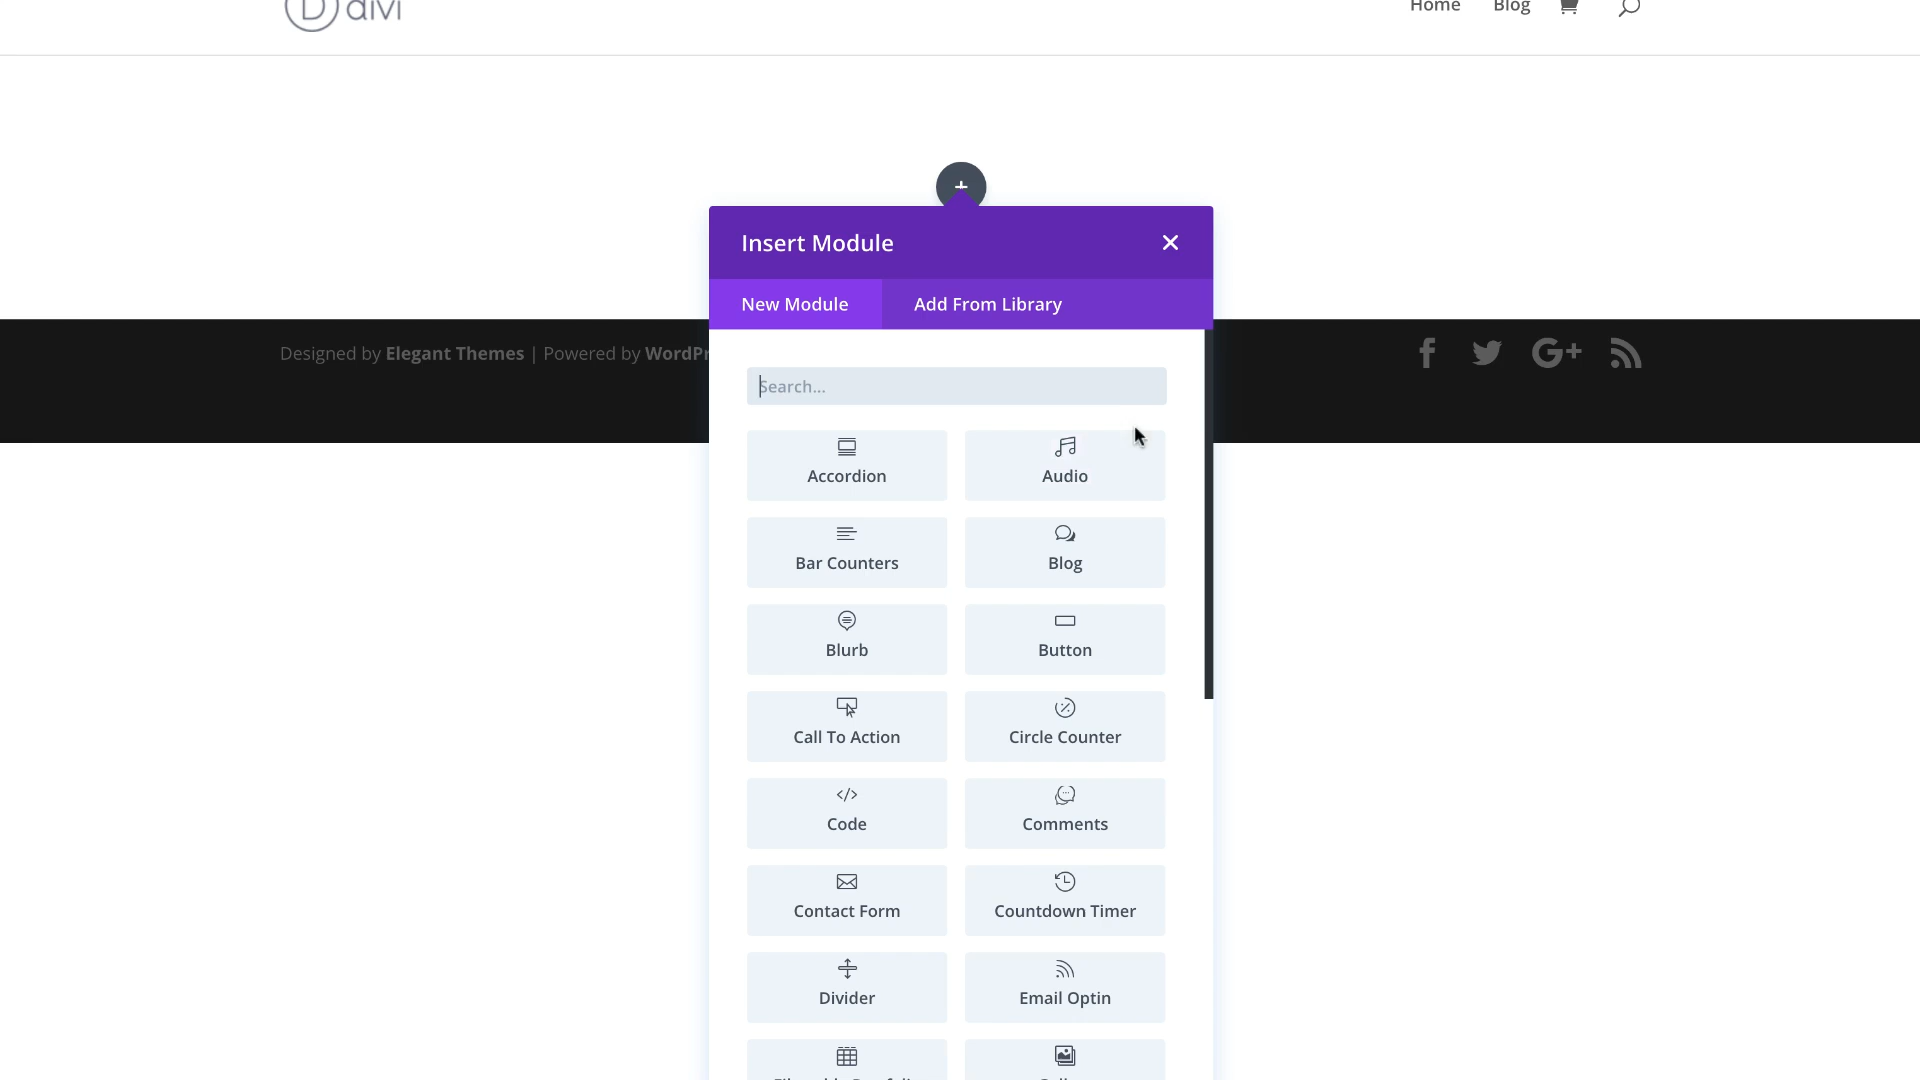 divi
Home Blog
Insert Module
New Module Add From Library
Designed by Elegant Themes | Powered by WordPr
Search...
Accordion Audio
Bar Counters Blog
Blurb Button
Call To Action Circle Counter
Code Comments
Contact Form Countdown Timer
Divider Email Optin